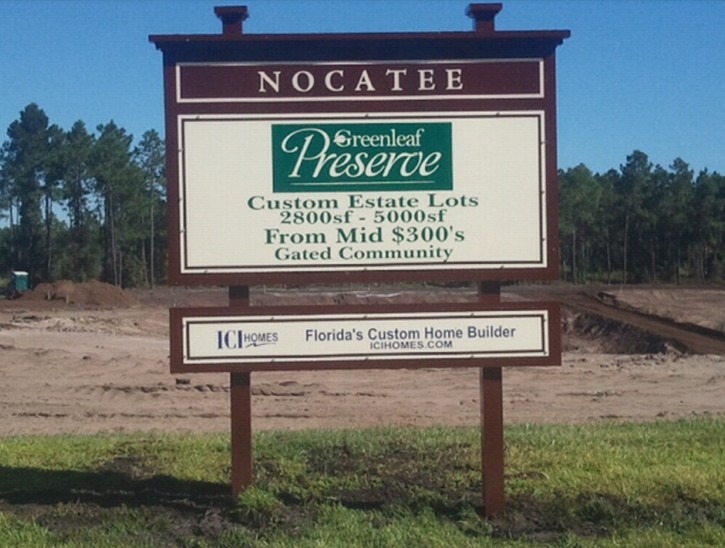 NOCATEE
Greenleaf
Preserve
Custom Estate Lots
2800sf - 5000sf
From Mid $300's
Gated Community
ICI HOMES Florida's Custom Home Builder
ICIHOMES.COM